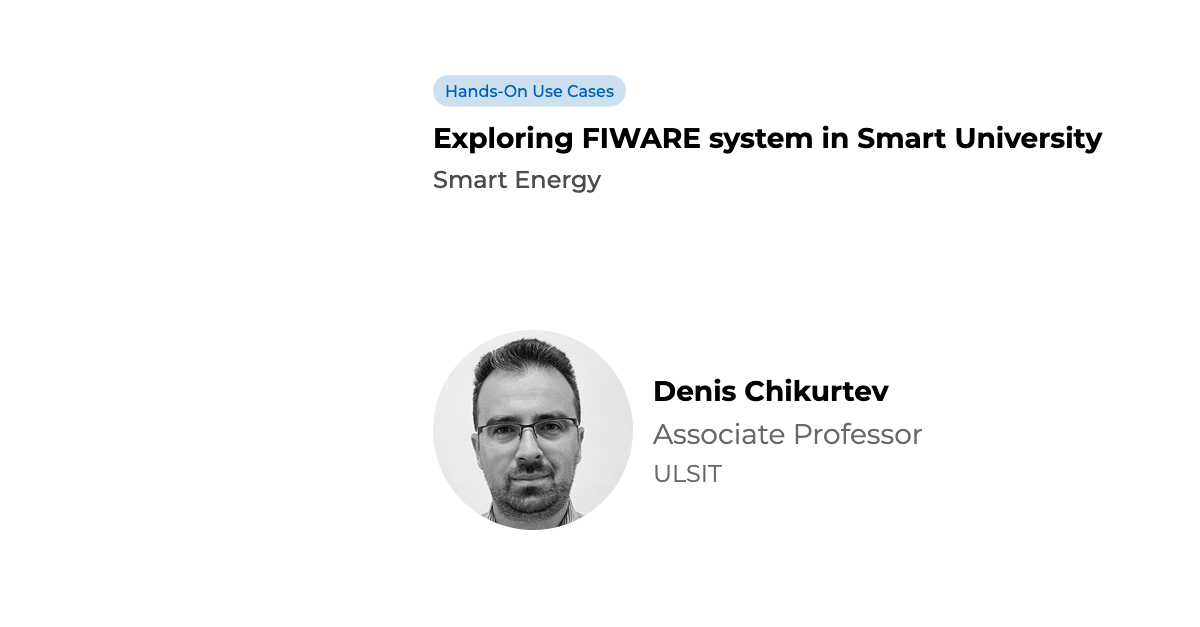 Hands-On Use Cases
Exploring FIWARE system in Smart University
Smart Energy
Denis Chikurtev
Associate Professor
ULSIT